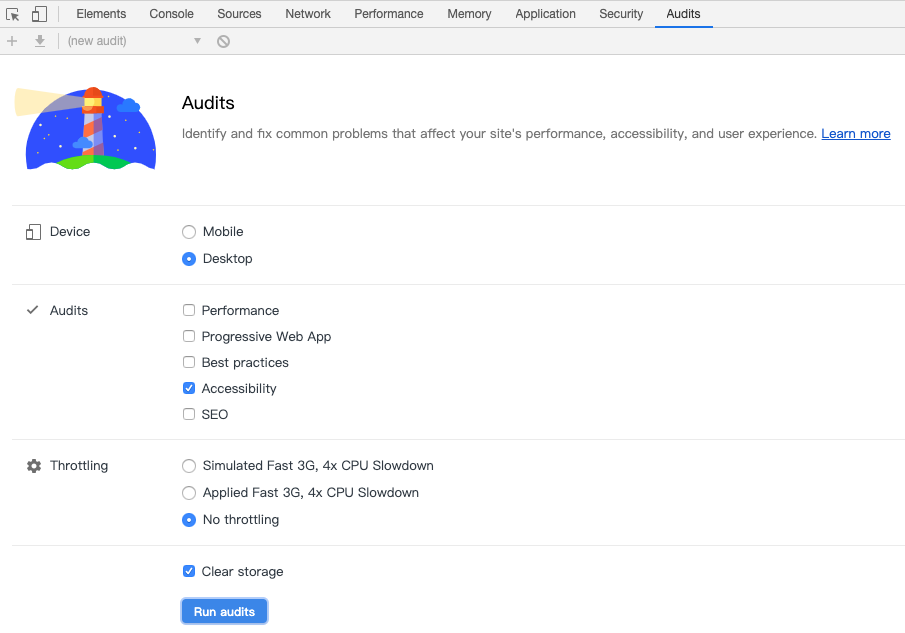 Elements Console Sources Network Performance Memory Application Security Audits
(new audit)
Audits
Identify and fix common problems that affect your site's performance, accessibility, and user experience. Learn more
Device
Mobile
Desktop
Audits
Performance
Progressive Web App
Best practices
Accessibility
SEO
Throttling
Simulated Fast 3G, 4x CPU Slowdown
Applied Fast 3G, 4x CPU Slowdown
No throttling
Clear storage
Run audits